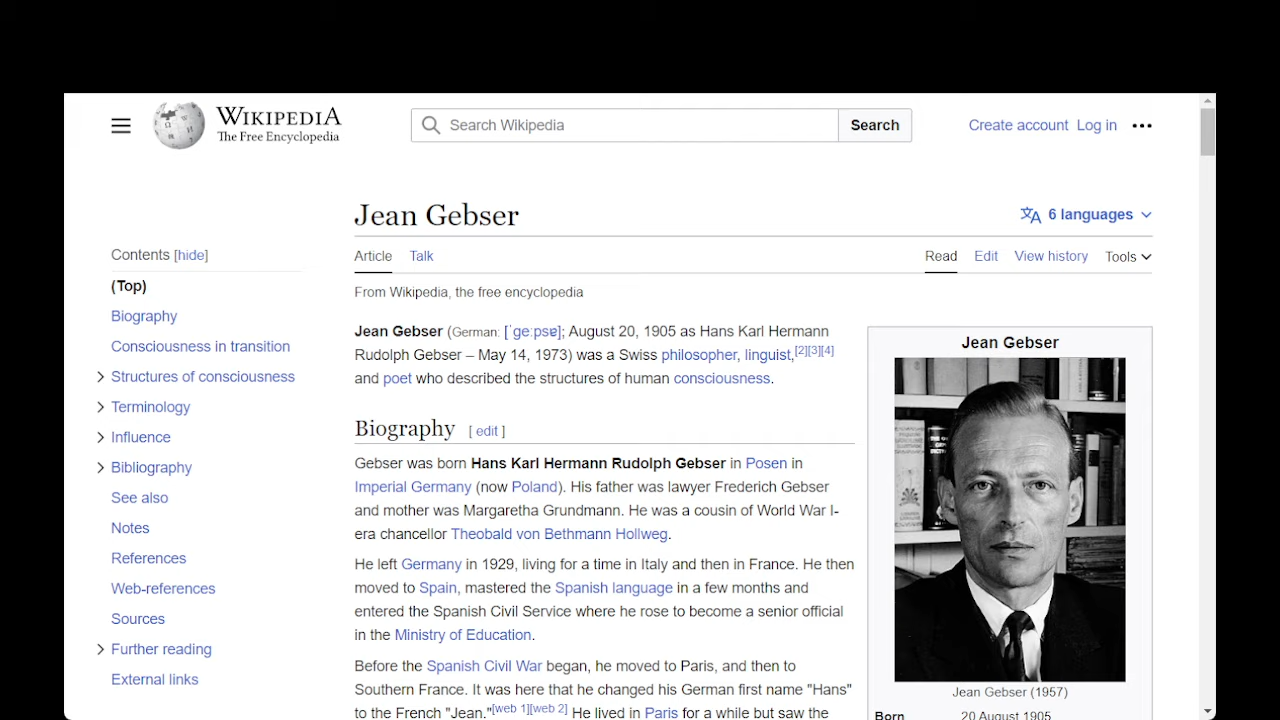 WIKIPEDIA
The Free Encyclopedia
Search Wikipedia
Search
Create account Log in
Jean Gebser
6 languages
Article Talk
Read Edit View history Tools
From Wikipedia, the free encyclopedia
Contents [hide]
(Top)
Biography
Consciousness in transition
Structures of consciousness
Terminology
Influence
Bibliography
See also
Notes
References
Web-references
Sources
Further reading
External links
Jean Gebser (German: [ˈɡeːpsɐ]; August 20, 1905 as Hans Karl Hermann
Rudolph Gebser – May 14, 1973) was a Swiss philosopher, linguist,[2][3][4]
and poet who described the structures of human consciousness.
Biography [ edit ]
Gebser was born Hans Karl Hermann Rudolph Gebser in Posen in
Imperial Germany (now Poland). His father was lawyer Frederich Gebser
and mother was Margaretha Grundmann. He was a cousin of World War I-
era chancellor Theobald von Bethmann Hollweg.
He left Germany in 1929, living for a time in Italy and then in France. He then
moved to Spain, mastered the Spanish language in a few months and
entered the Spanish Civil Service where he rose to become a senior official
in the Ministry of Education.
Before the Spanish Civil War began, he moved to Paris, and then to
Southern France. It was here that he changed his German first name "Hans"
to the French "Jean."[web 1][web 2] He lived in Paris for a while but saw the
Jean Gebser
Jean Gebser (1957)
Born 20 August 1905